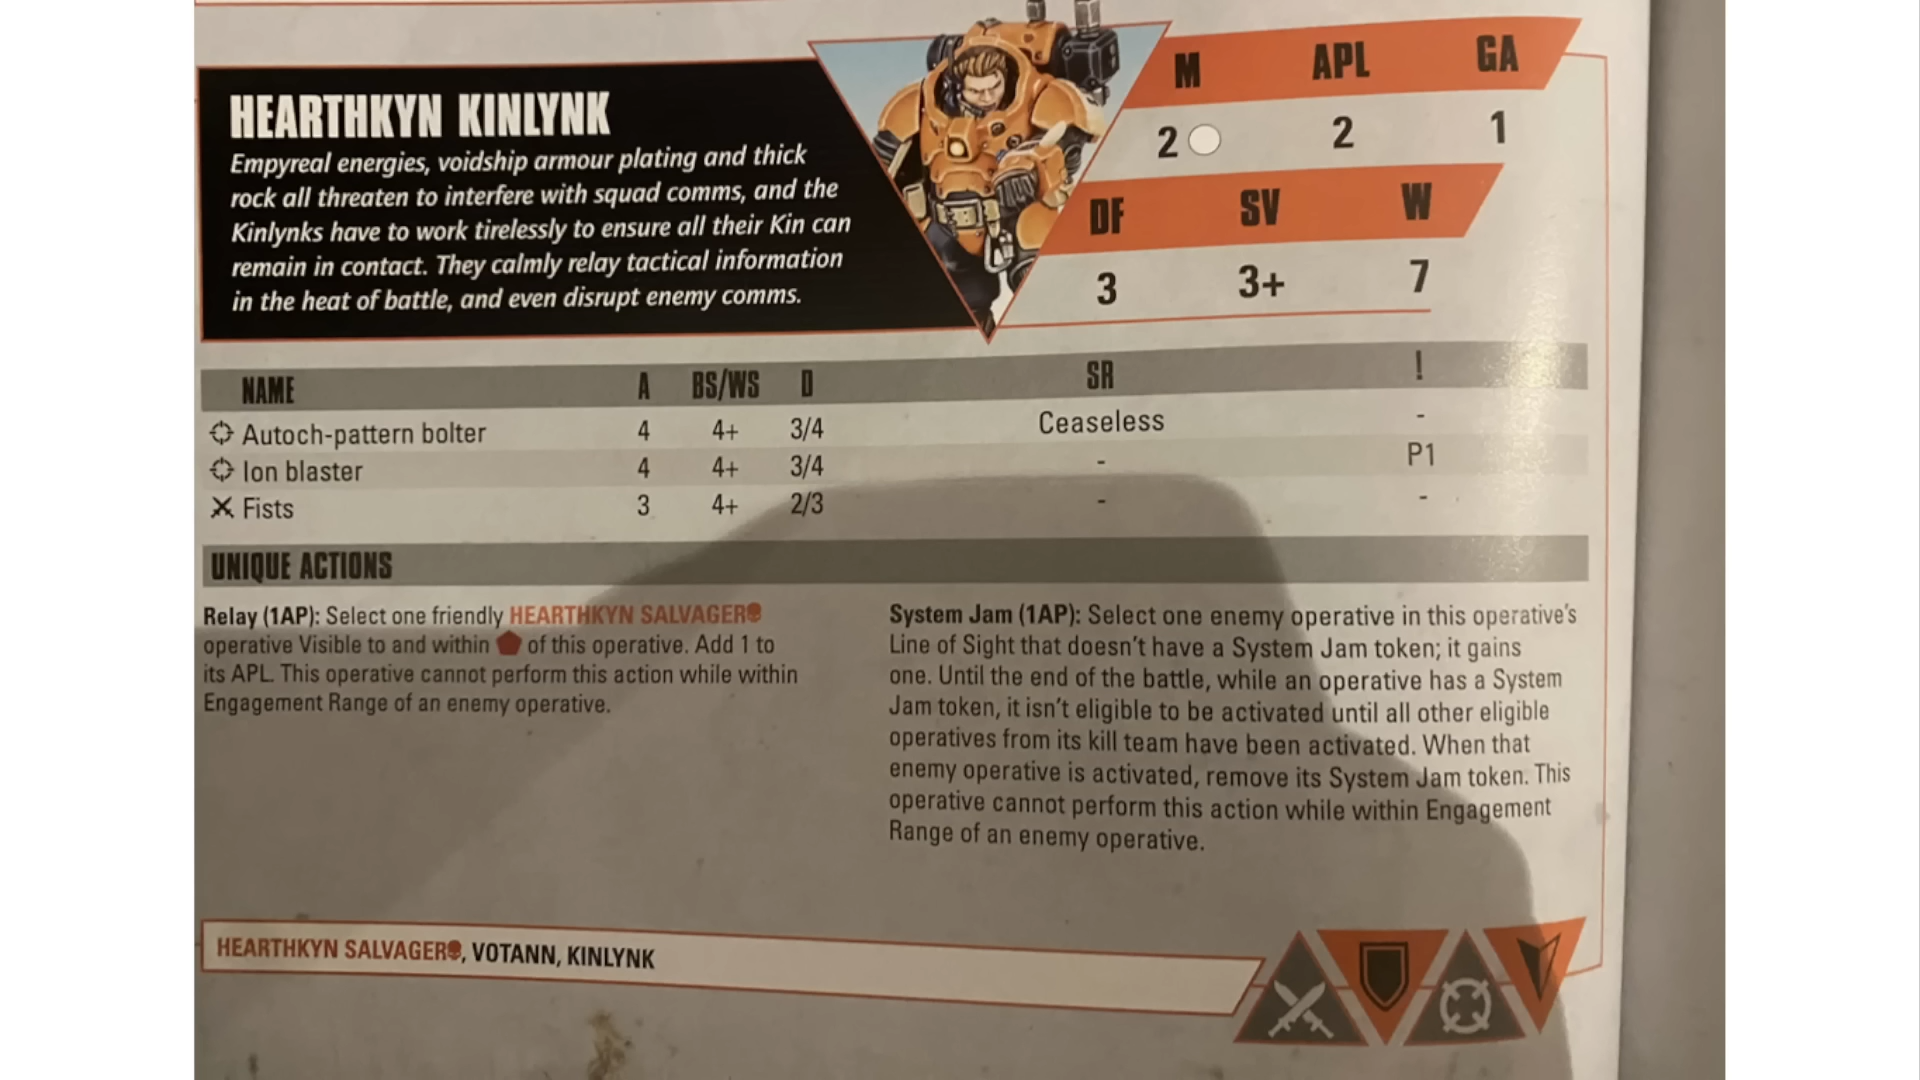 HEARTHKYN KINLYNK
Empyreal energies, voidship armour plating and thick
rock all threaten to interfere with squad comms, and the
Kinlynks have to work tirelessly to ensure all their Kin can
remain in contact. They calmly relay tactical information
in the heat of battle, and even disrupt enemy comms.
M APL GA
2 2 1
DF SV W
3 3+ 7
NAME A BS/WS D SR !
Autoch-pattern bolter 4 4+ 3/4 Ceaseless -
Ion blaster 4 4+ 3/4 - P1
Fists 3 4+ 2/3 - -
UNIQUE ACTIONS
Relay (1AP): Select one friendly HEARTHKYN SALVAGER
operative Visible to and within of this operative. Add 1 to
its APL. This operative cannot perform this action while within
Engagement Range of an enemy operative.
System Jam (1AP): Select one enemy operative in this operative's
Line of Sight that doesn't have a System Jam token; it gains
one. Until the end of the battle, while an operative has a System
Jam token, it isn't eligible to be activated until all other eligible
operatives from its kill team have been activated. When that
enemy operative is activated, remove its System Jam token. This
operative cannot perform this action while within Engagement
Range of an enemy operative.
HEARTHKYN SALVAGER, VOTANN, KINLYNK